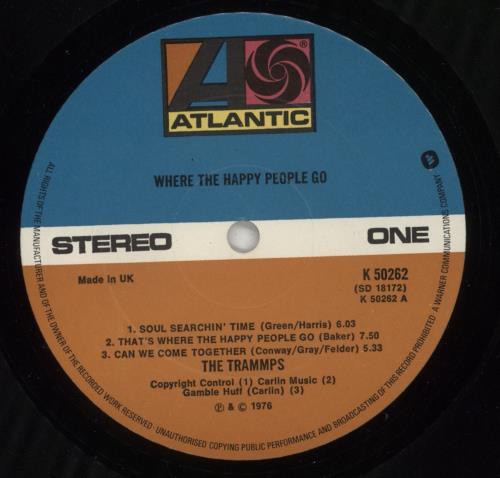 ATLANTIC
WHERE THE HAPPY PEOPLE GO
STEREO
ONE
Made In UK
K 50262
(SD 18172)
K 50262 A
1. SOUL SEARCHIN' TIME (Green/Harris) 6.03
2. THAT'S WHERE THE HAPPY PEOPLE GO (Baker) 7.50
3. CAN WE COME TOGETHER (Conway/Gray/Felder) 5.33
THE TRAMMPS
Copyright Control (1) Carlin Music (2)
Gamble Huff (Carlin) (3)
℗ & © 1976
ALL RIGHTS OF THE MANUFACTURER AND OF THE OWNER OF THE RECORDED WORK RESERVED · UNAUTHORISED COPYING PUBLIC PERFORMANCE AND BROADCASTING OF THIS RECORD PROHIBITED · A WARNER COMMUNICATIONS COMPANY